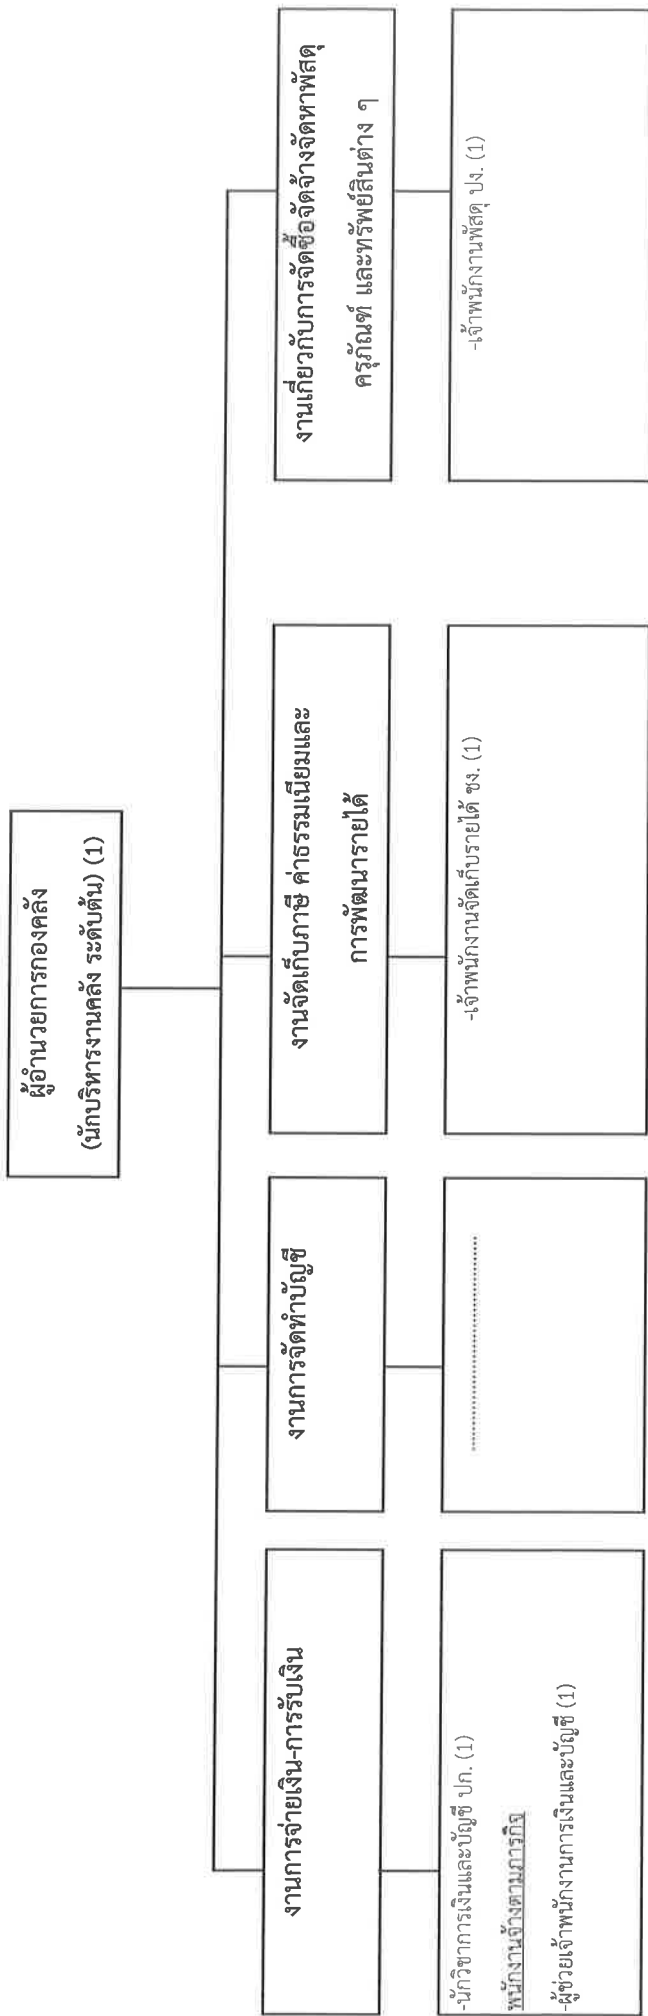 ผู้อำนวยการกองคลัง
(นักบริหารงานคลัง ระดับต้น) (1)
งานการจ่ายเงิน-การรับเงิน
งานการจัดทำบัญชี
งานจัดเก็บภาษี ค่าธรรมเนียมและ
การพัฒนารายได้
งานเกี่ยวกับการจัดซื้อจัดจ้างจัดหาพัสดุ
ครุภัณฑ์ และทรัพย์สินต่าง ๆ
-นักวิชาการเงินและบัญชี ปก. (1)
พนักงานจ้างตามภารกิจ
-ผู้ช่วยเจ้าพนักงานการเงินและบัญชี (1)
......................................................
-เจ้าพนักงานจัดเก็บรายได้ ชง. (1)
-เจ้าพนักงานพัสดุ ปง. (1)